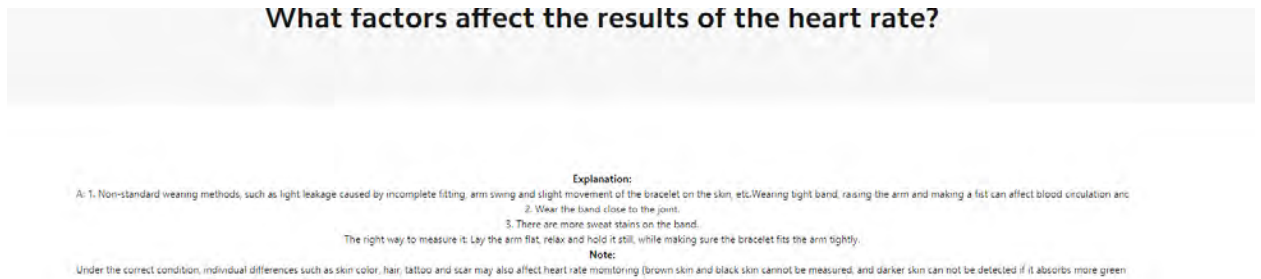 What factors affect the results of the heart rate?
Explanation:
A: 1. Non-standard wearing methods, such as light leakage caused by incomplete fitting, arm swing and slight movement of the bracelet on the skin, etc.Wearing tight band, raising the arm and making a fist can affect blood circulation anc
2. Wear the band close to the joint.
3. There are more sweat stains on the band.
The right way to measure it: Lay the arm flat, relax and hold it still, while making sure the bracelet fits the arm tightly.
Note:
Under the correct condition, individual differences such as skin color, hair, tattoo and scar may also affect heart rate monitoring (brown skin and black skin cannot be measured, and darker skin can not be detected if it absorbs more green